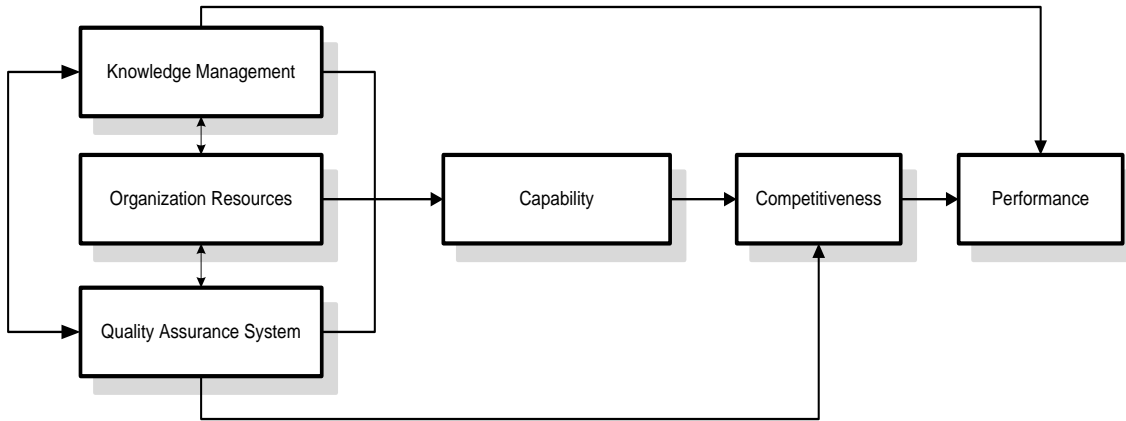 Knowledge Management
Organization Resources
Capability
Competitiveness
Performance
Quality Assurance System